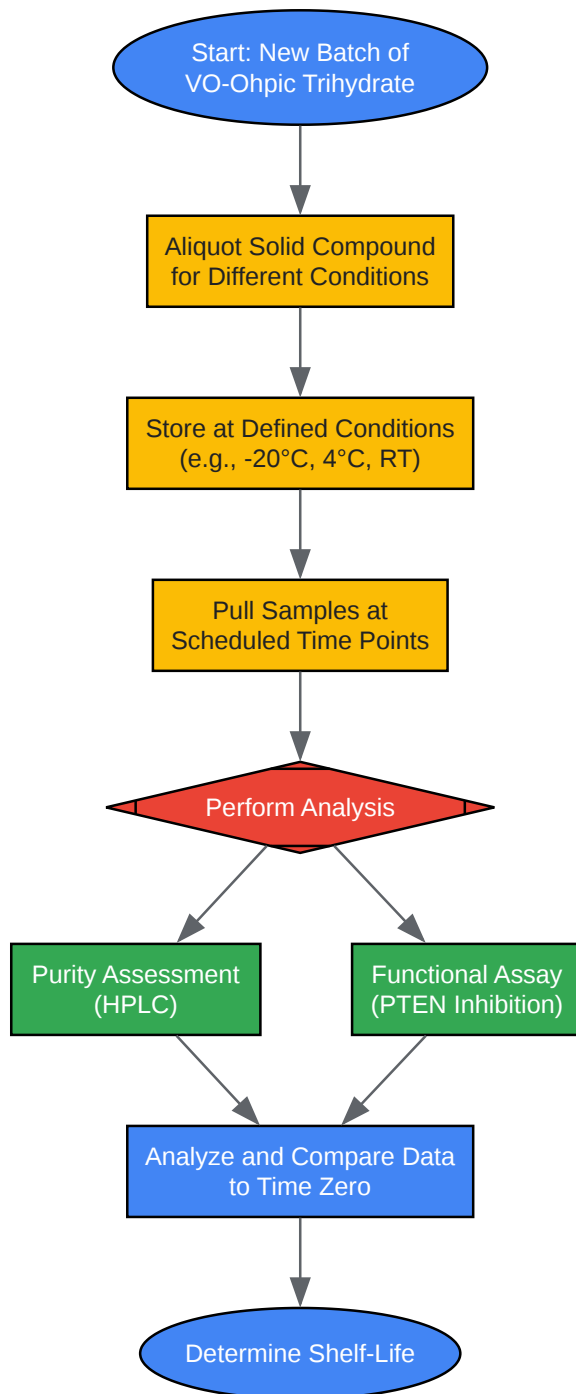 Start: New Batch of
VO-Ohpic Trihydrate
Aliquot Solid Compound
for Different Conditions
Store at Defined Conditions
(e.g., -20°C, 4°C, RT)
Pull Samples at
Scheduled Time Points
Perform Analysis
Purity Assessment
(HPLC)
Functional Assay
(PTEN Inhibition)
Analyze and Compare Data
to Time Zero
Determine Shelf-Life